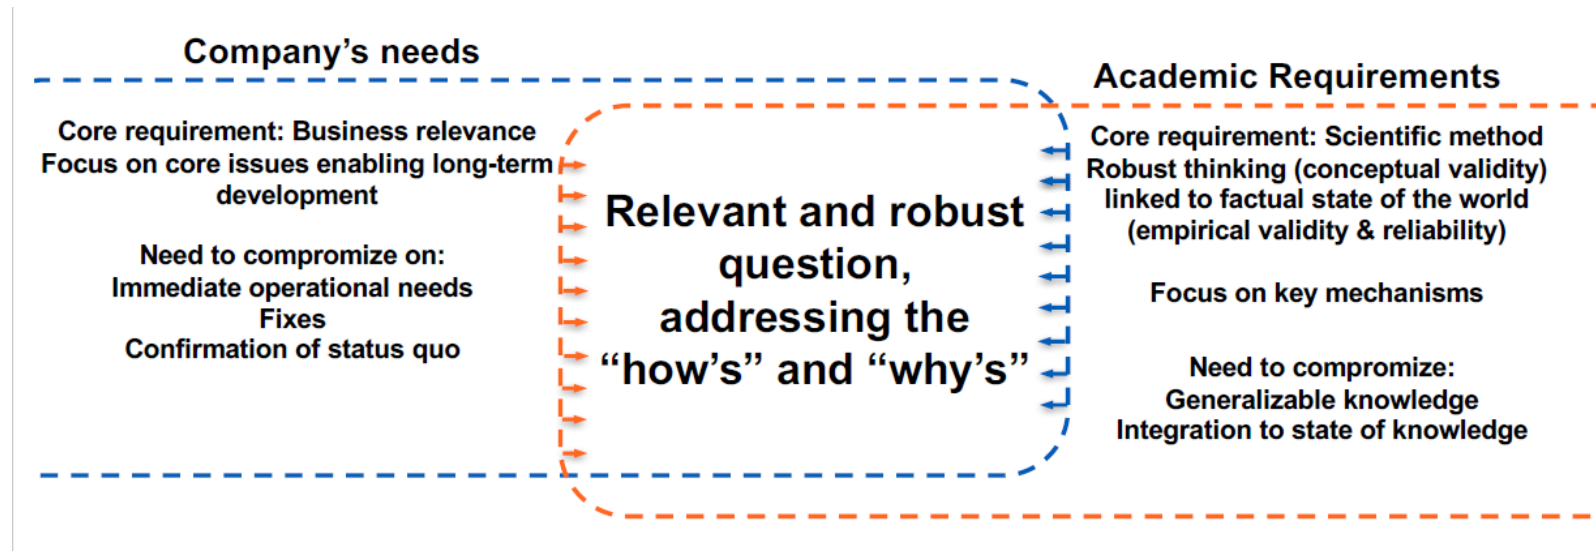 Company's needs
Core requirement: Business relevance
Focus on core issues enabling long-term
development
Need to compromize on:
Immediate operational needs
Fixes
Confirmation of status quo
Relevant and robust
question,
addressing the
“how’s” and “why’s”
Academic Requirements
Core requirement: Scientific method
Robust thinking (conceptual validity)
linked to factual state of the world
(empirical validity & reliability)
Focus on key mechanisms
Need to compromise:
Generalizable knowledge
Integration to state of knowledge